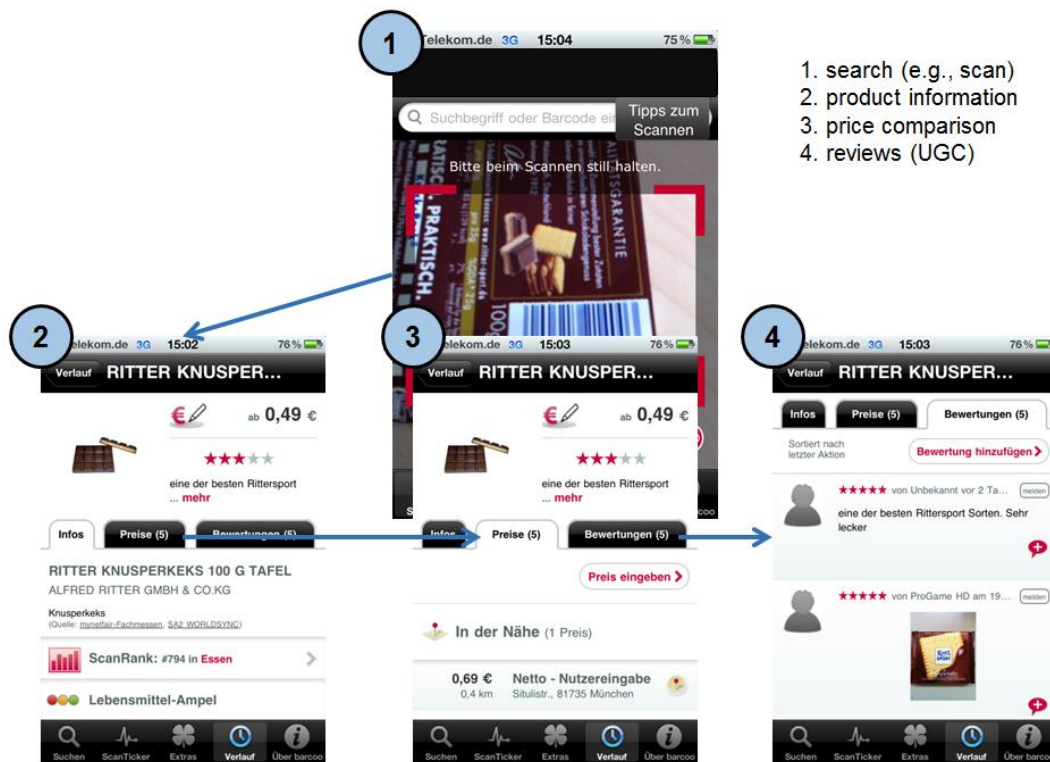 1
Telekom.de 3G 15:04 75%
Suchbegriff oder Barcode ein
Tipps zum
Scannen
Bitte beim Scannen still halten.
ALITÄTSGARANTIE
RATISCH. PRAKTISCH.
100g
1. search (e.g., scan)
2. product information
3. price comparison
4. reviews (UGC)
2
elekom.de 3G 15:02 76%
Verlauf RITTER KNUSPER...
ab 0,49 €
eine der besten Rittersport
... mehr
Infos Preise (5) Bewertungen (5)
RITTER KNUSPERKEKS 100 G TAFEL
ALFRED RITTER GMBH & CO.KG
Knusperkeks
(Quelle: mynetfair-Fachmessen, SA2 WORLDSYNC)
ScanRank: #794 in Essen
Lebensmittel-Ampel
Suchen ScanTicker Extras Verlauf Über barcoo
3
elekom.de 3G 15:03 76%
Verlauf RITTER KNUSPER...
ab 0,49 €
eine der besten Rittersport
... mehr
Infos Preise (5) Bewertungen (5)
Preis eingeben
In der Nähe (1 Preis)
0,69 € Netto - Nutzereingabe
0,4 km Situlistr., 81735 München
Suchen ScanTicker Extras Verlauf Über barcoo
4
elekom.de 3G 15:03 76%
Verlauf RITTER KNUSPER...
Infos Preise (5) Bewertungen (5)
Sortiert nach
letzter Aktion
Bewertung hinzufügen
von Unbekannt vor 2 Ta... melden
eine der besten Rittersport Sorten. Sehr
lecker
von ProGame HD am 19... melden
Suchen ScanTicker Extras Verlauf Über barcoo